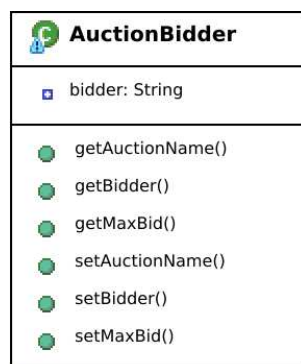 C AuctionBidder
bidder: String
getAuctionName()
getBidder()
getMaxBid()
setAuctionName()
setBidder()
setMaxBid()